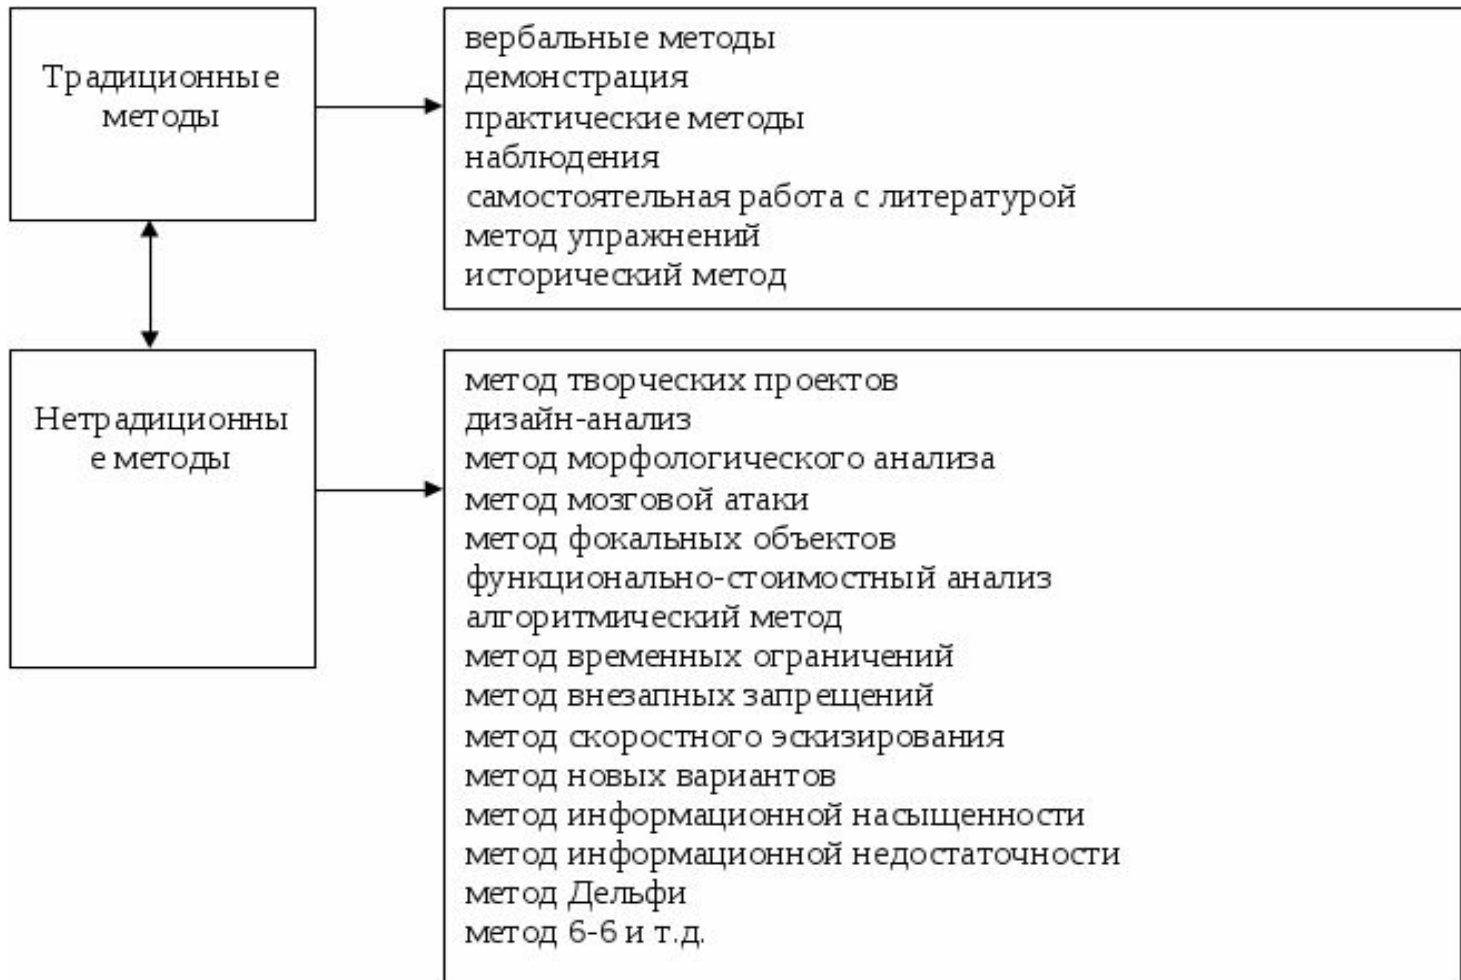 Традиционные
методы
вербальные методы
демонстрация
практические методы
наблюдения
самостоятельная работа с литературой
метод упражнений
исторический метод
Нетрадиционны
е методы
метод творческих проектов
дизайн-анализ
метод морфологического анализа
метод мозговой атаки
метод фокальных объектов
функционально-стоимостный анализ
алгоритмический метод
метод временных ограничений
метод внезапных запрещений
метод скоростного эскизирования
метод новых вариантов
метод информационной насыщенности
метод информационной недостаточности
метод Дельфи
метод 6-6 и т.д.